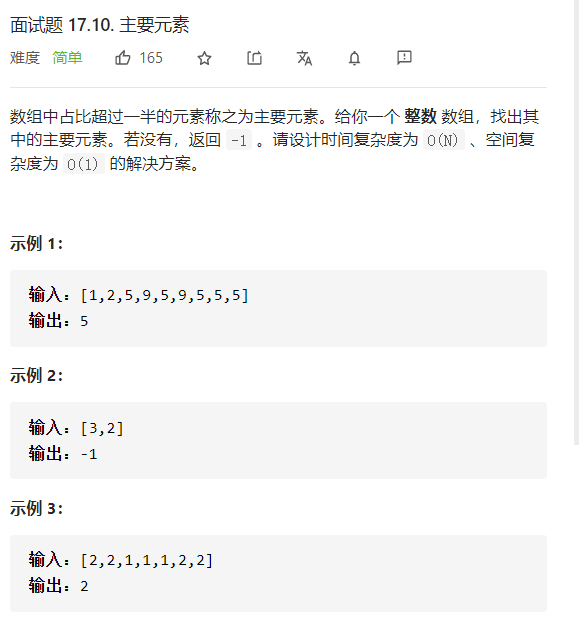 面试题 17.10. 主要元素
难度 简单 165
数组中占比超过一半的元素称之为主要元素。给你一个 整数 数组，找出其
中的主要元素。若没有，返回 -1 。请设计时间复杂度为 O(N) 、空间复
杂度为 O(1) 的解决方案。
示例 1：
输入：[1,2,5,9,5,9,5,5,5]
输出：5
示例 2：
输入：[3,2]
输出：-1
示例 3：
输入：[2,2,1,1,1,2,2]
输出：2